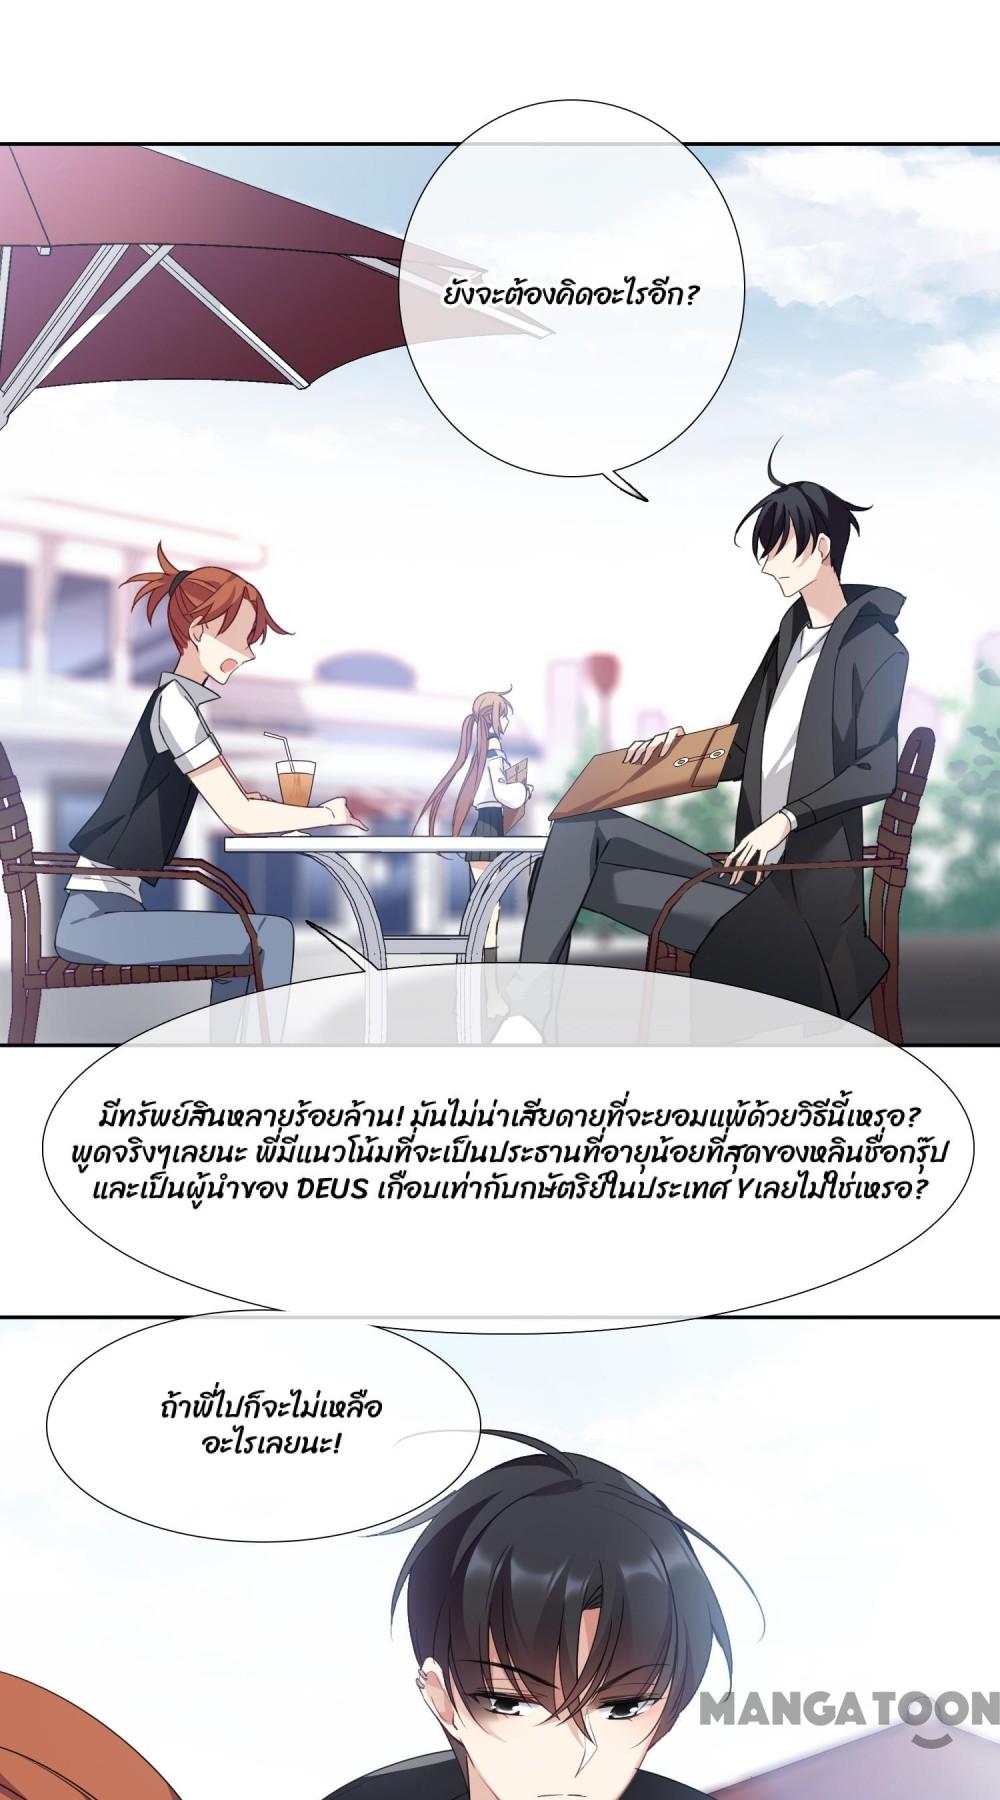 ยังจะต้องคิดอะไรอีก?
มีทรัพย์สินหลายร้อยล้าน! มันไม่น่าเสียดายที่จะยอมแพ้ด้วยวิธีนี้เหรอ?
พูดจริงๆเลยนะ พี่มีแนวโน้มที่จะเป็นประธานที่อายุน้อยที่สุดของหลินชื่อกรุ๊ป
และเป็นผู้นำของ DEUS เกือบเท่ากับกษัตริย์ในประเทศ Yเลยไม่ใช่เหรอ?
ถ้าพี่ไปก็จะไม่เหลือ
อะไรเลยนะ!
MANGATOON